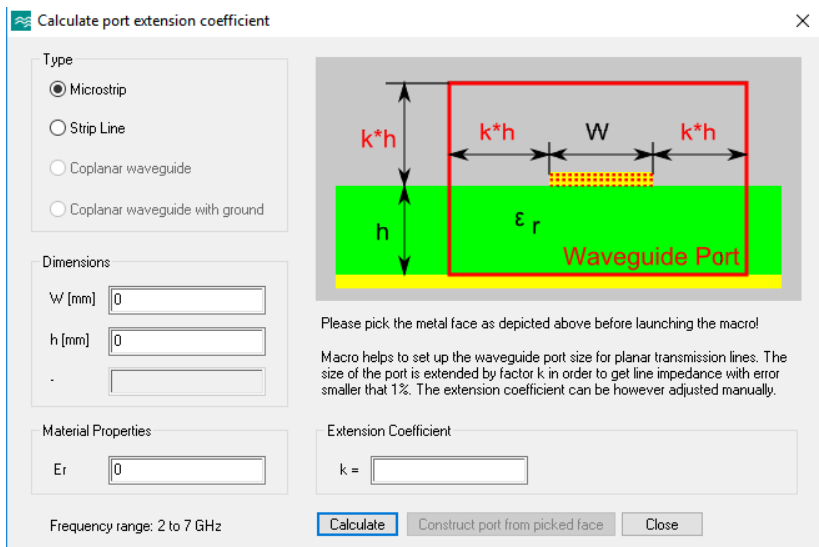 Calculate port extension coefficient
Type
Microstrip
Strip Line
Coplanar waveguide
Coplanar waveguide with ground
k*h
k*h
W
k*h
h
ε r
Waveguide Port
Dimensions
W [mm] 0
h [mm] 0
-
Please pick the metal face as depicted above before launching the macro!
Macro helps to set up the waveguide port size for planar transmission lines. The
size of the port is extended by factor k in order to get line impedance with error
smaller that 1%. The extension coefficient can be however adjusted manually.
Material Properties
Er 0
Extension Coefficient
k =
Frequency range: 2 to 7 GHz
Calculate Construct port from picked face Close